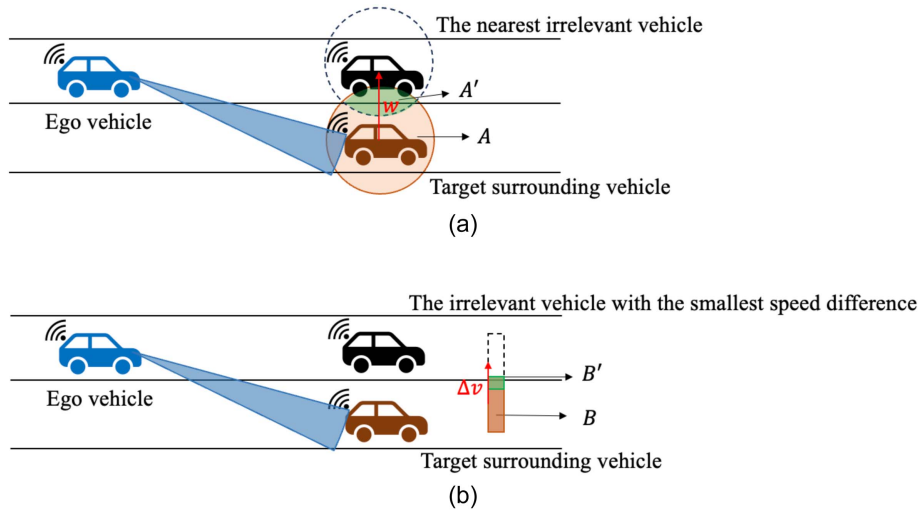 The nearest irrelevant vehicle
A′
w
Ego vehicle
A
Target surrounding vehicle
(a)
The irrelevant vehicle with the smallest speed difference
B′
Δv
Ego vehicle
B
Target surrounding vehicle
(b)